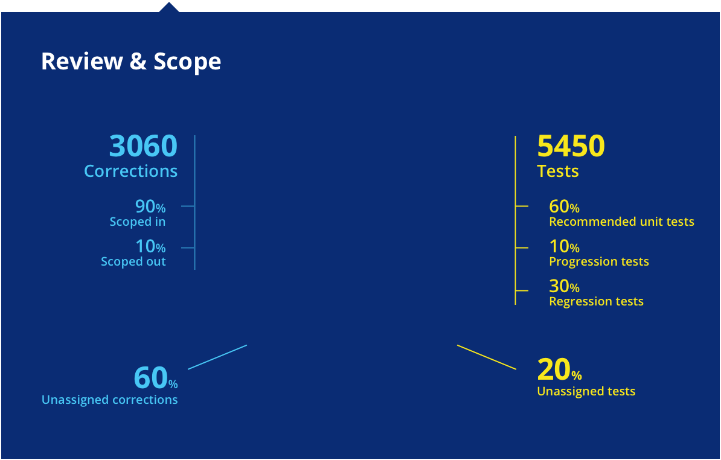 Review & Scope
3060
Corrections
90%
Scoped in
10%
Scoped out
60%
Unassigned corrections
5450
Tests
60%
Recommended unit tests
10%
Progression tests
30%
Regression tests
20%
Unassigned tests